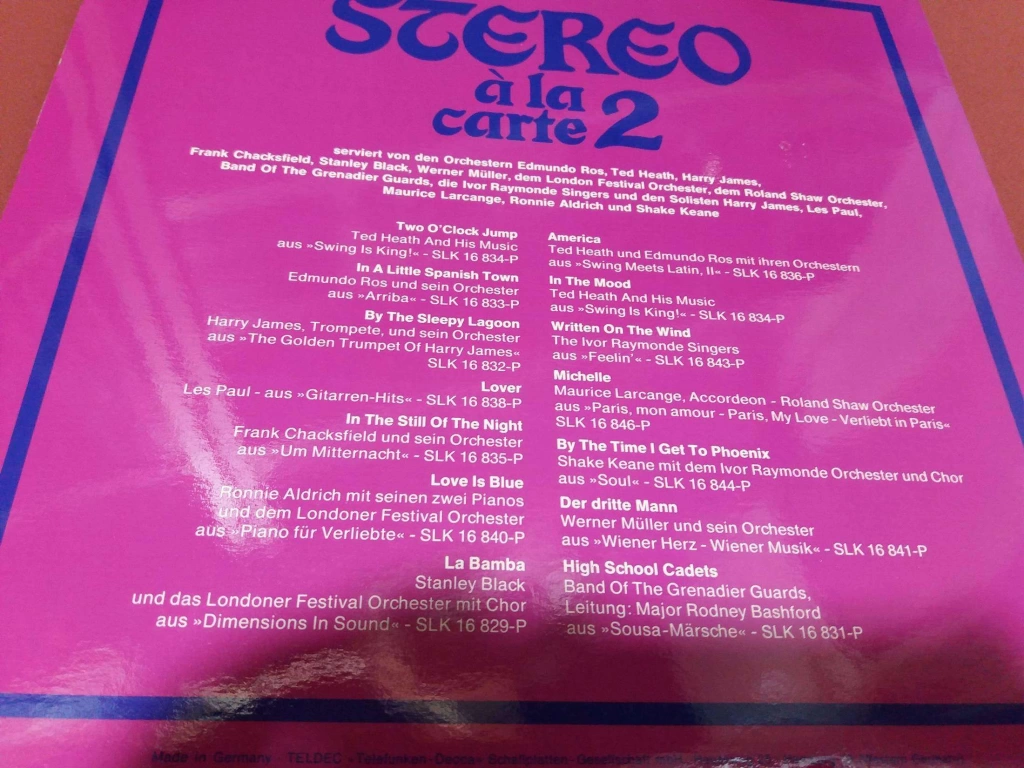 STEREO
à la
carte 2
serviert von den Orchestern Edmundo Ros, Ted Heath, Harry James,
Frank Chacksfield, Stanley Black, Werner Müller, dem London Festival Orchester, dem Roland Shaw Orchester,
Band Of The Grenadier Guards, die Ivor Raymonde Singers und den Solisten Harry James, Les Paul,
Maurice Larcange, Ronnie Aldrich und Shake Keane
Two O'Clock Jump
Ted Heath And His Music
aus »Swing Is King!« - SLK 16 834-P
In A Little Spanish Town
Edmundo Ros und sein Orchester
aus »Arriba« - SLK 16 833-P
By The Sleepy Lagoon
Harry James, Trompete, und sein Orchester
aus »The Golden Trumpet Of Harry James«
SLK 16 832-P
Lover
Les Paul - aus »Gitarren-Hits« - SLK 16 838-P
In The Still Of The Night
Frank Chacksfield und sein Orchester
aus »Um Mitternacht« - SLK 16 835-P
Love Is Blue
Ronnie Aldrich mit seinen zwei Pianos
und dem Londoner Festival Orchester
aus »Piano für Verliebte« - SLK 16 840-P
La Bamba
Stanley Black
und das Londoner Festival Orchester mit Chor
aus »Dimensions In Sound« - SLK 16 829-P
America
Ted Heath und Edmundo Ros mit ihren Orchestern
aus »Swing Meets Latin, II« - SLK 16 836-P
In The Mood
Ted Heath And His Music
aus »Swing Is King!« - SLK 16 834-P
Written On The Wind
The Ivor Raymonde Singers
aus »Feelin'« - SLK 16 843-P
Michelle
Maurice Larcange, Accordeon - Roland Shaw Orchester
aus »Paris, mon amour - Paris, My Love - Verliebt in Paris«
SLK 16 846-P
By The Time I Get To Phoenix
Shake Keane mit dem Ivor Raymonde Orchester und Chor
aus »Soul« - SLK 16 844-P
Der dritte Mann
Werner Müller und sein Orchester
aus »Wiener Herz - Wiener Musik« - SLK 16 841-P
High School Cadets
Band Of The Grenadier Guards,
Leitung: Major Rodney Bashford
aus »Sousa-Märsche« - SLK 16 831-P
Made in Germany TELDEC »Telefunken-Decca« Schallplatten-Gesellschaft